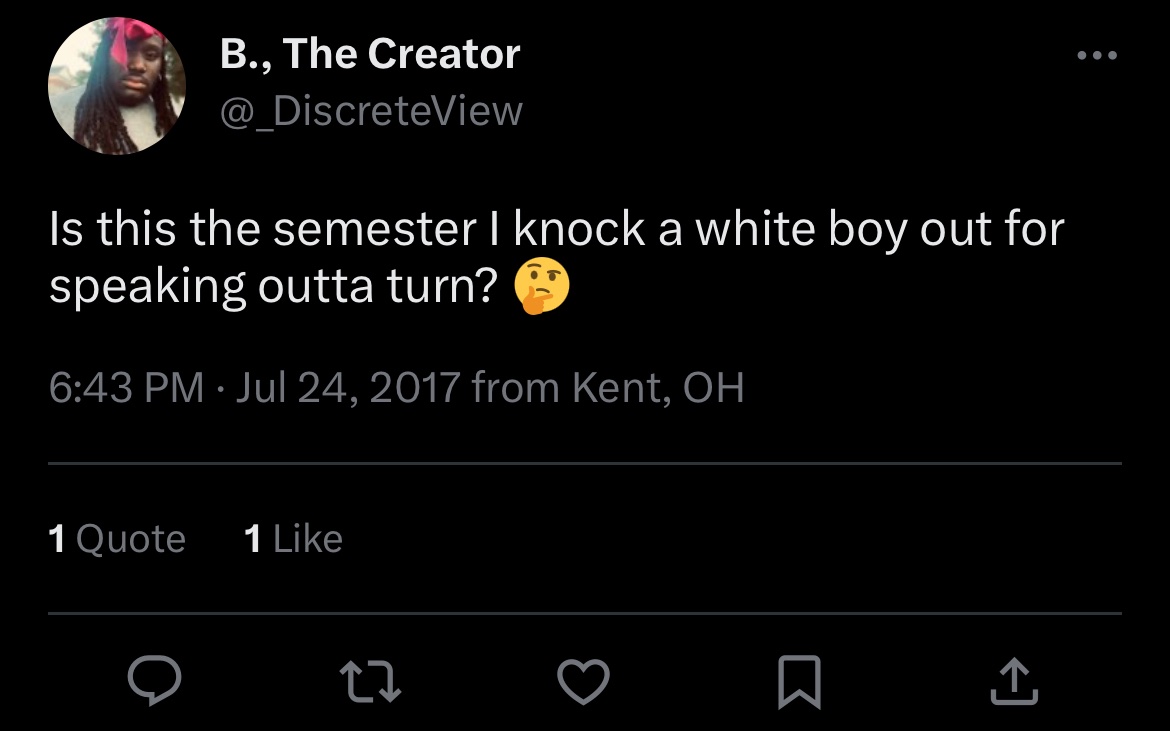 B., The Creator
@_DiscreteView
Is this the semester I knock a white boy out for
speaking outta turn? 🤔
6:43 PM · Jul 24, 2017 from Kent, OH
1 Quote 1 Like